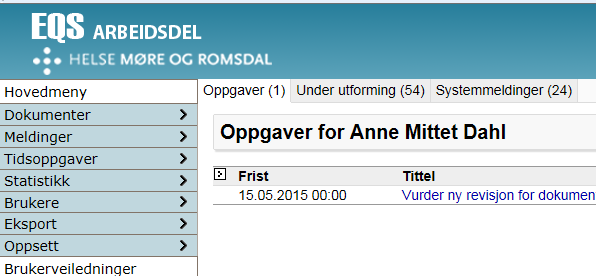 EQS ARBEIDSDEL
HELSE MØRE OG ROMSDAL
Hovedmeny
Dokumenter
Meldinger
Tidsoppgaver
Statistikk
Brukere
Eksport
Oppsett
Brukerveiledninger
Oppgaver (1) Under utforming (54) Systemmeldinger (24)
Oppgaver for Anne Mittet Dahl
Frist Tittel
15.05.2015 00:00 Vurder ny revisjon for dokumen